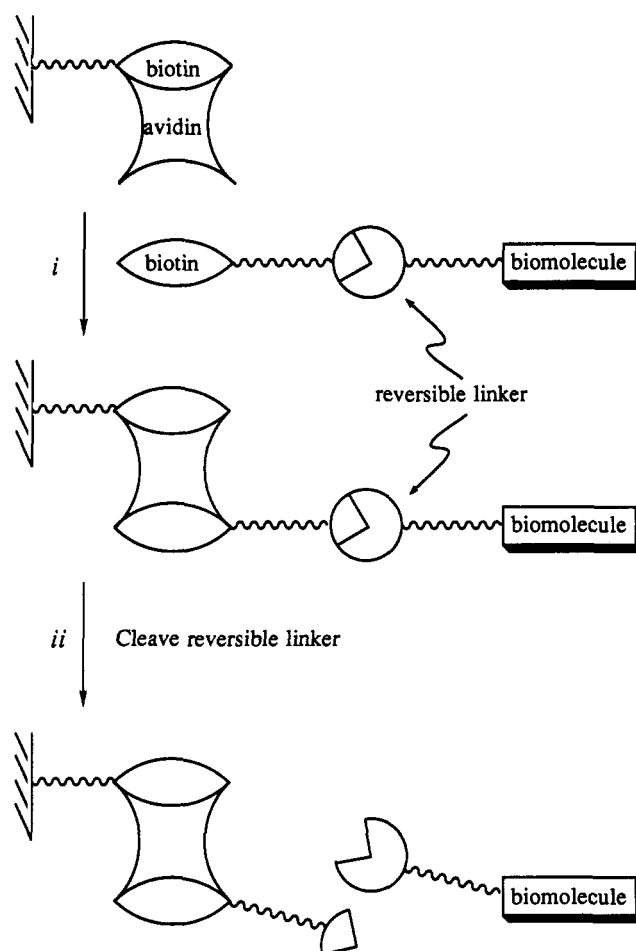 biotin
avidin
i
biotin
biomolecule
reversible linker
biomolecule
ii Cleave reversible linker
biomolecule